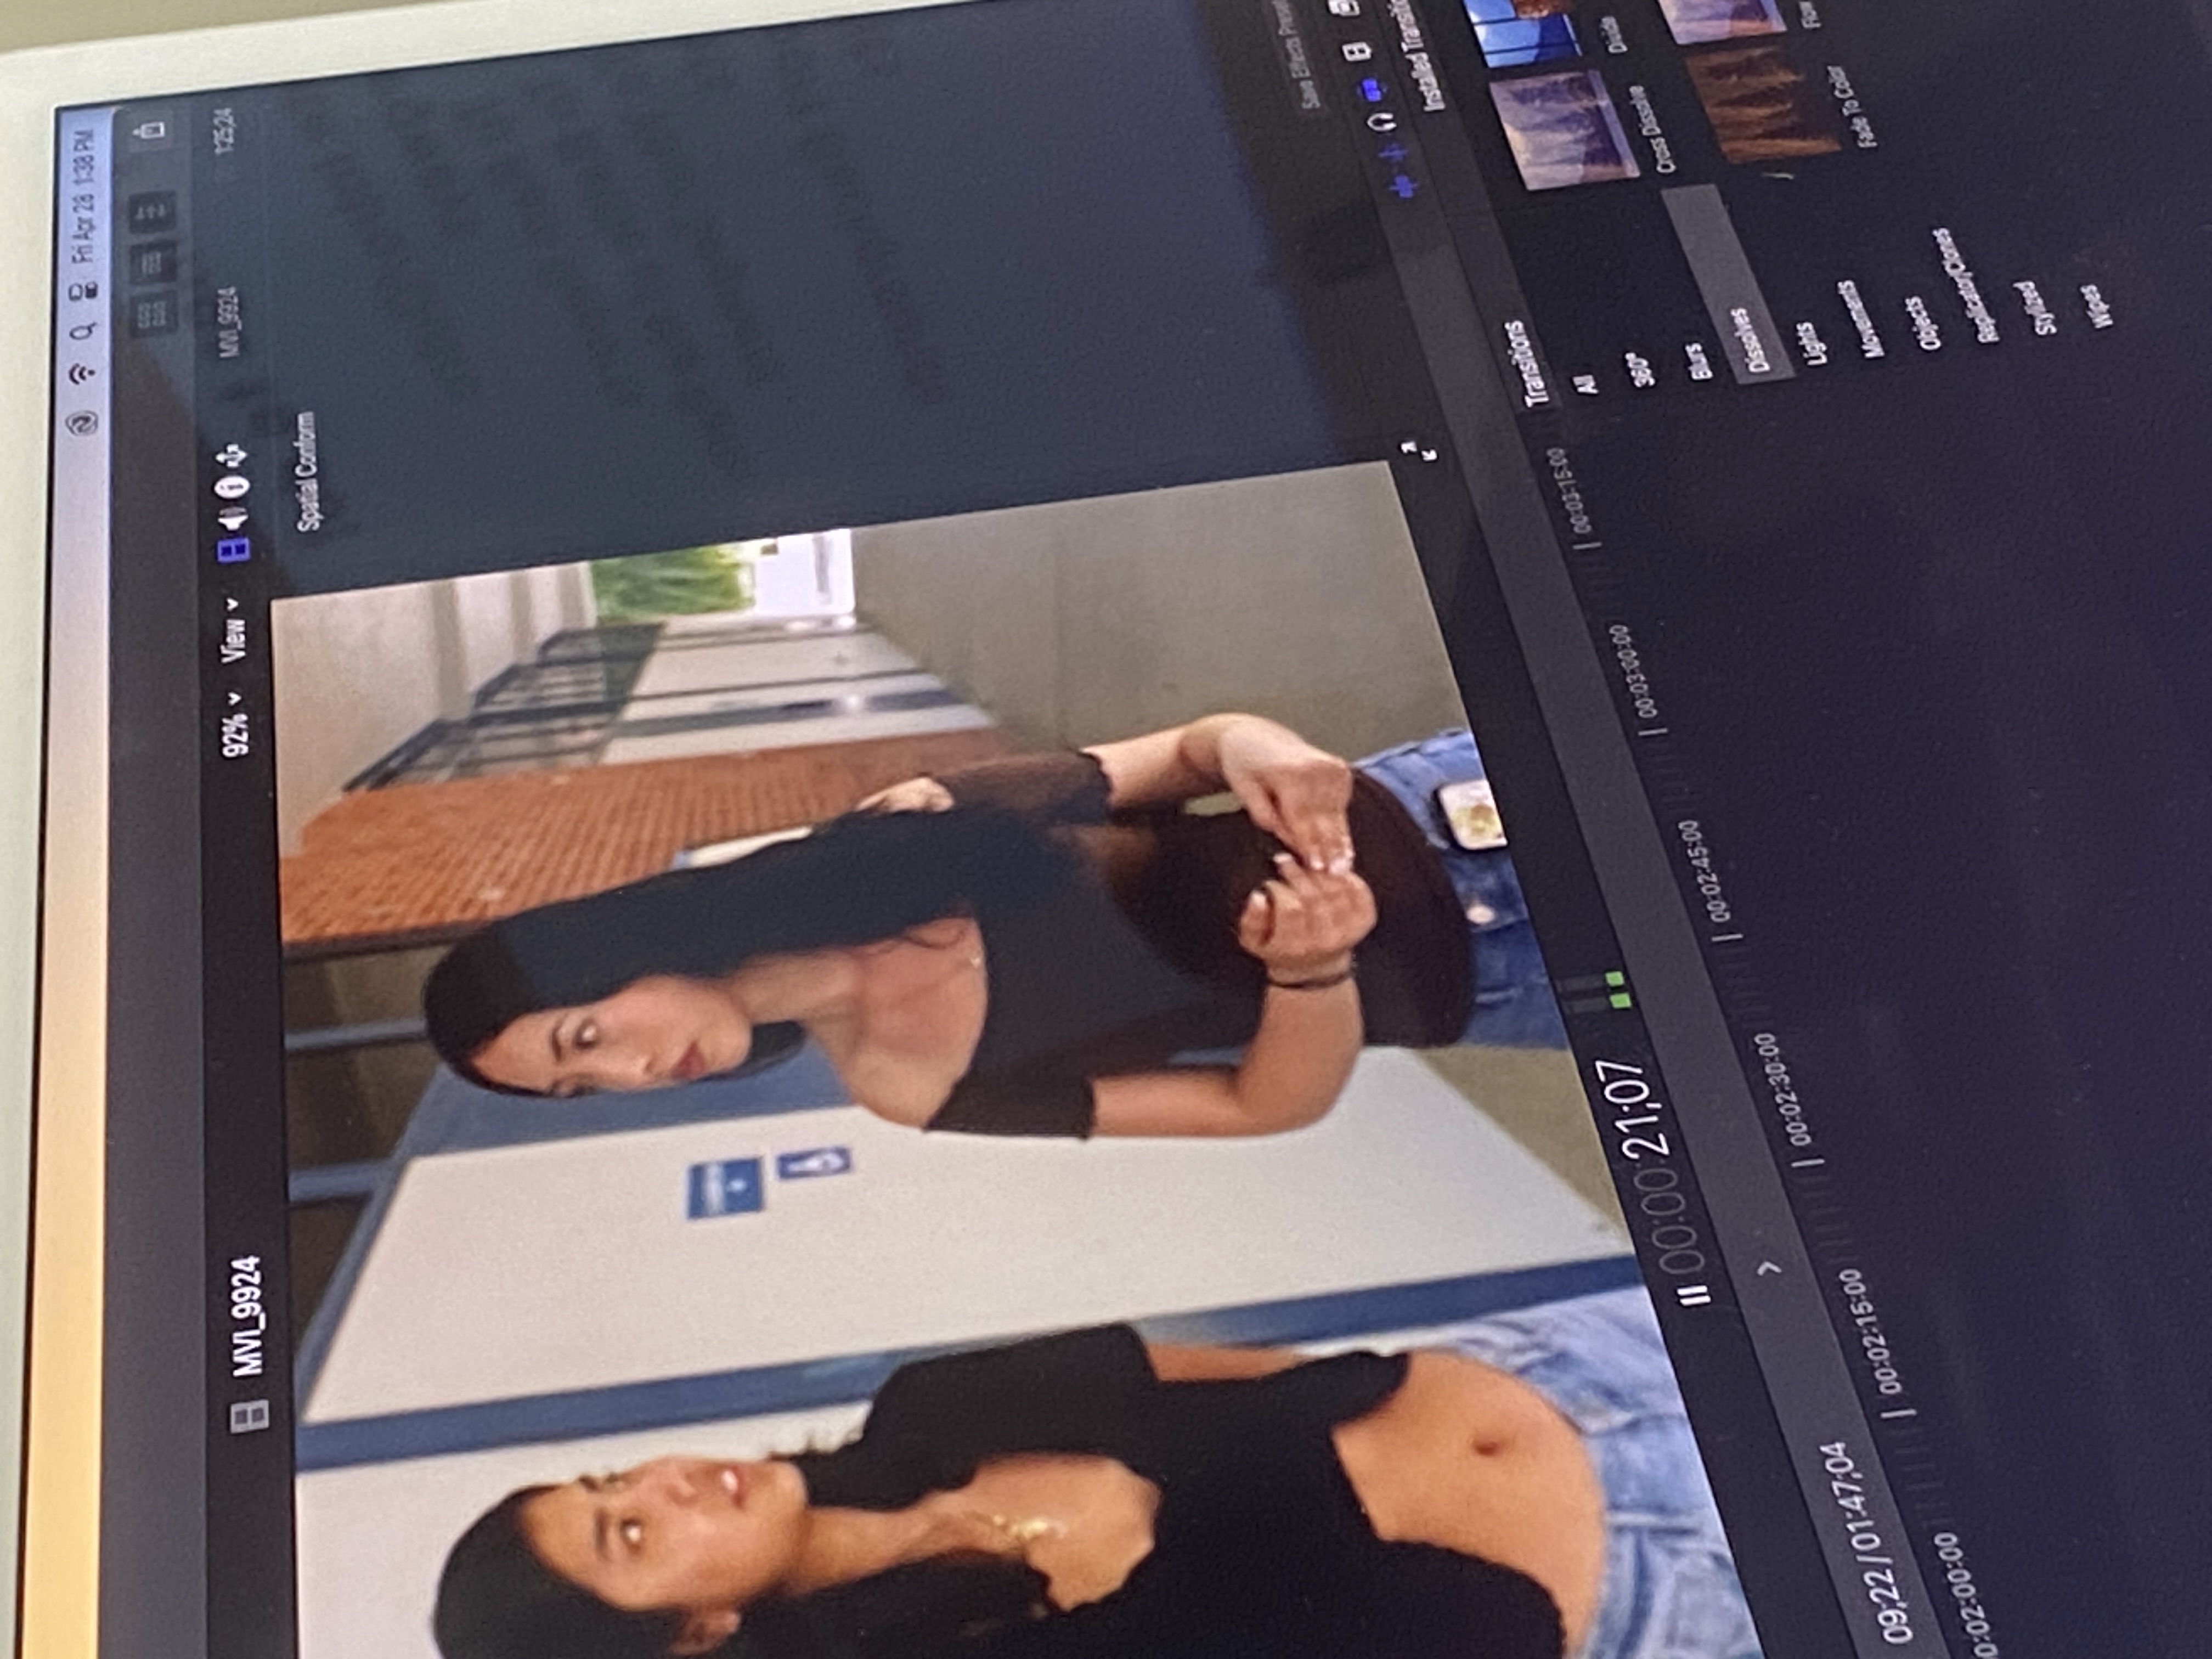 Fri Apr 28 1:38 PM
MVI_9924
92% View
MVI_9924
1:25;24
Spatial Conform
Save Effects Preset
00:00:21;07
09;22 / 01:47;04
0:02:00:00
00:02:15:00
00:02:30:00
00:02:45:00
00:03:00:00
00:03:15:00
Installed Transitio
Transitions
All
360°
Blurs
Dissolves
Lights
Movements
Objects
Replicator/Clones
Stylized
Wipes
Cross Dissolve
Divide
Fade To Color
Flow